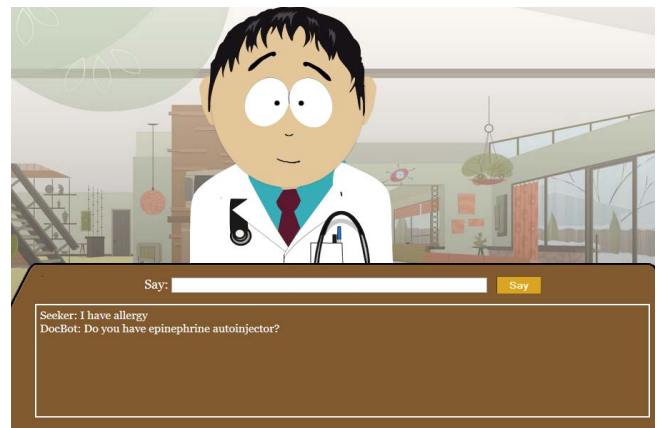 Say: Say
Seeker: I have allergy
DocBot: Do you have epinephrine autoinjector?